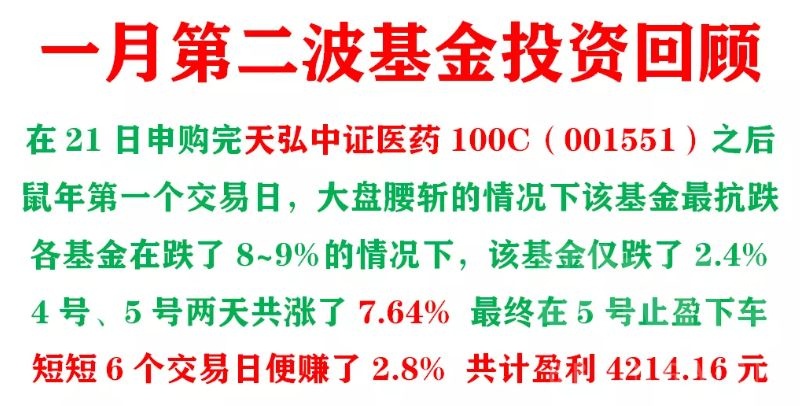 一月第二波基金投资回顾
在 21 日申购完天弘中证医药 100C（001551）之后
鼠年第一个交易日，大盘腰斩的情况下该基金最抗跌
各基金在跌了 8~9% 的情况下，该基金仅跌了 2.4%
4 号、5 号两天共涨了 7.64% 最终在 5 号止盈下车
短短 6 个交易日便赚了 2.8% 共计盈利 4214.16 元